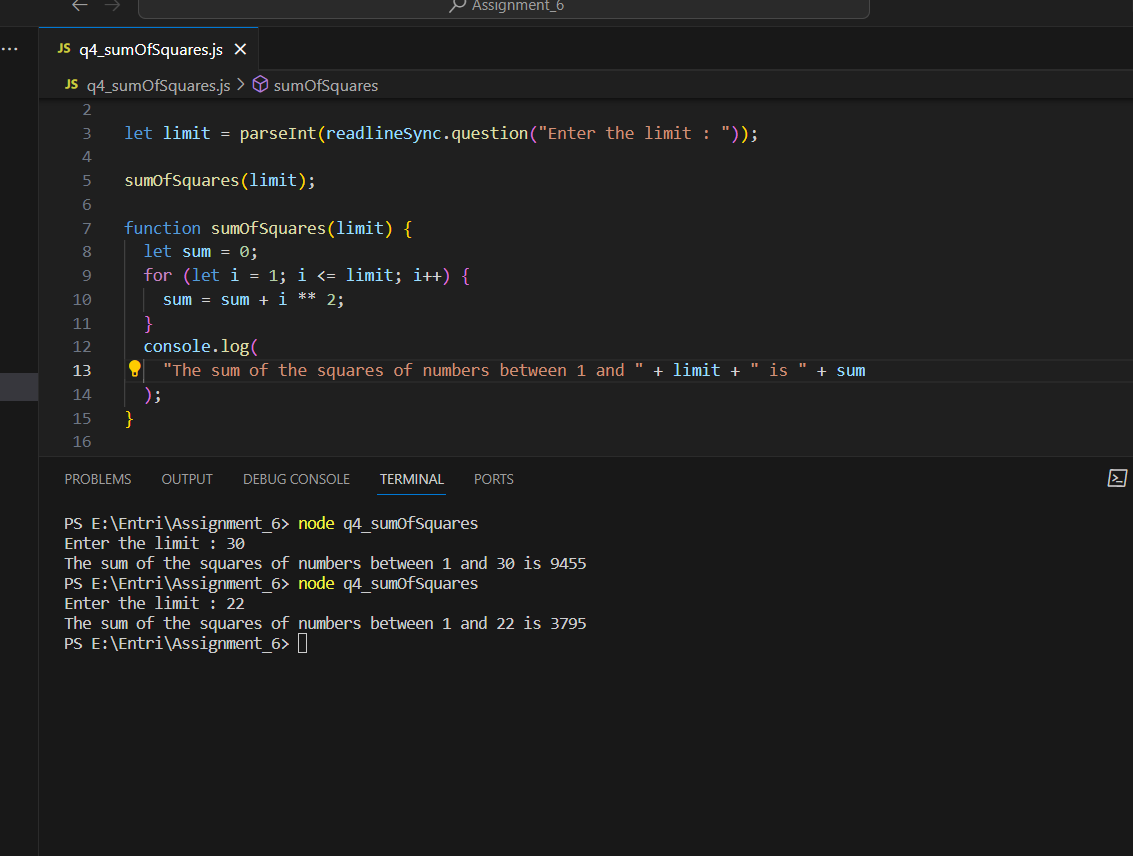 Assignment_6
JS q4_sumOfSquares.js
JS q4_sumOfSquares.js > sumOfSquares
2
3 let limit = parseInt(readlineSync.question("Enter the limit : "));
4
5 sumOfSquares(limit);
6
7 function sumOfSquares(limit) {
8 let sum = 0;
9 for (let i = 1; i <= limit; i++) {
10 sum = sum + i ** 2;
11 }
12 console.log(
13 "The sum of the squares of numbers between 1 and " + limit + " is " + sum
14 );
15 }
16
PROBLEMS OUTPUT DEBUG CONSOLE TERMINAL PORTS
PS E:\Entri\Assignment_6> node q4_sumOfSquares
Enter the limit : 30
The sum of the squares of numbers between 1 and 30 is 9455
PS E:\Entri\Assignment_6> node q4_sumOfSquares
Enter the limit : 22
The sum of the squares of numbers between 1 and 22 is 3795
PS E:\Entri\Assignment_6>